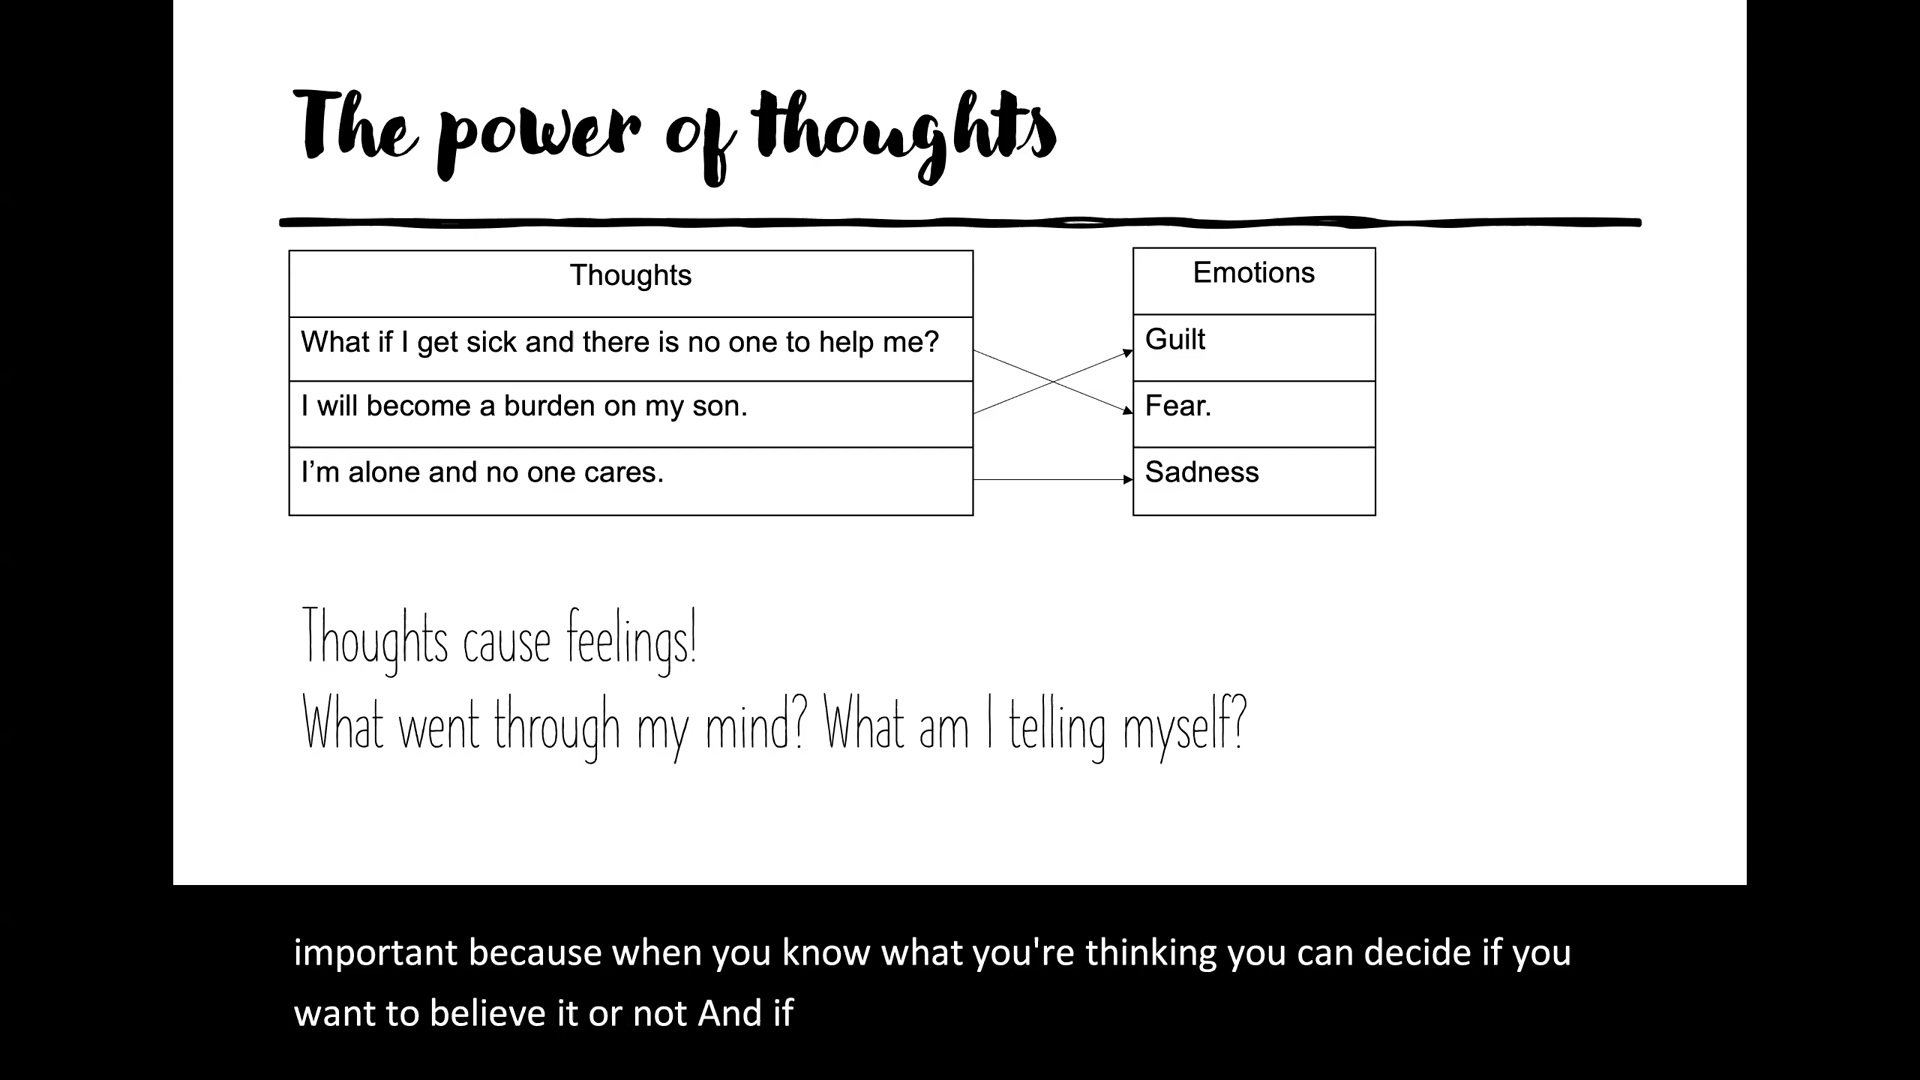 The power of thoughts
Thoughts
Emotions
What if I get sick and there is no one to help me?
Guilt
I will become a burden on my son.
Fear.
I’m alone and no one cares.
Sadness
Thoughts cause feelings!
What went through my mind? What am I telling myself?
important because when you know what you're thinking you can decide if you
want to believe it or not And if